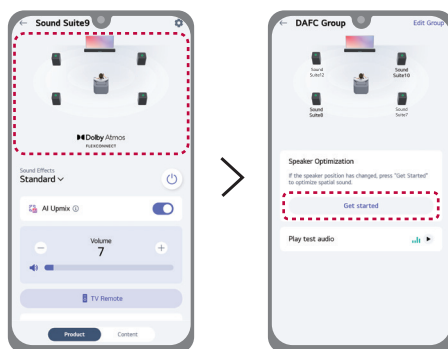 Sound Suite9
Dolby Atmos
FLEXCONNECT
Sound Effects
Standard
AI Upmix
Volume
7
TV Remote
Product
Content
DAFC Group
Edit Group
Sound
Suite12
Sound
Suite10
Sound
Suite8
Sound
Suite7
Speaker Optimization
If the speaker position has changed, press "Get Started"
to optimize spatial sound.
Get started
Play test audio